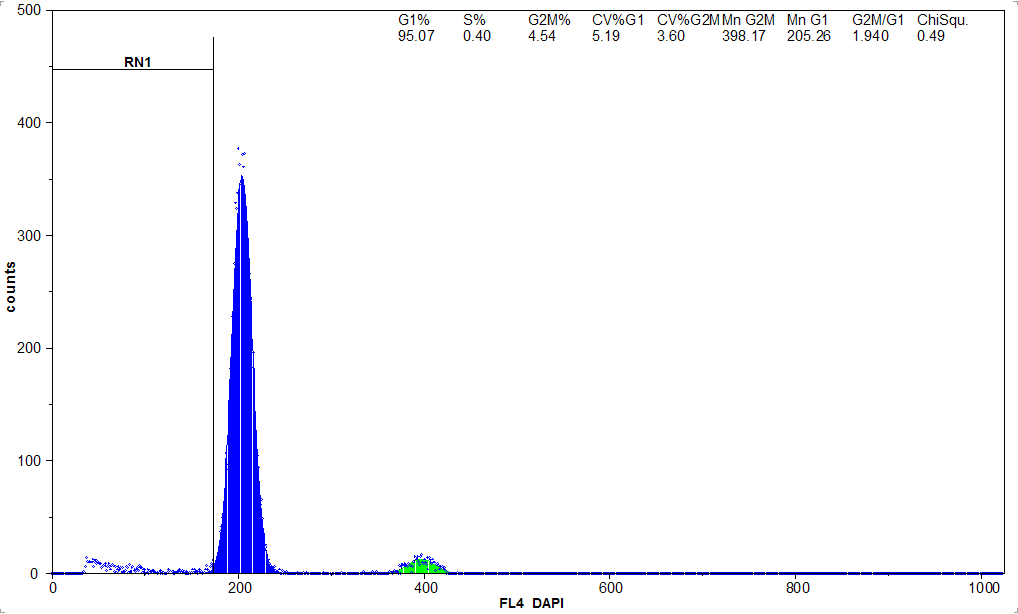 500
G1% S% G2M% CV%G1 CV%G2M Mn G2M Mn G1 G2M/G1 ChiSqu.
95.07 0.40 4.54 5.19 3.60 398.17 205.26 1.940 0.49
RN1
400
300
counts
200
100
0
0 200 400 600 800 1000
FL4 DAPI